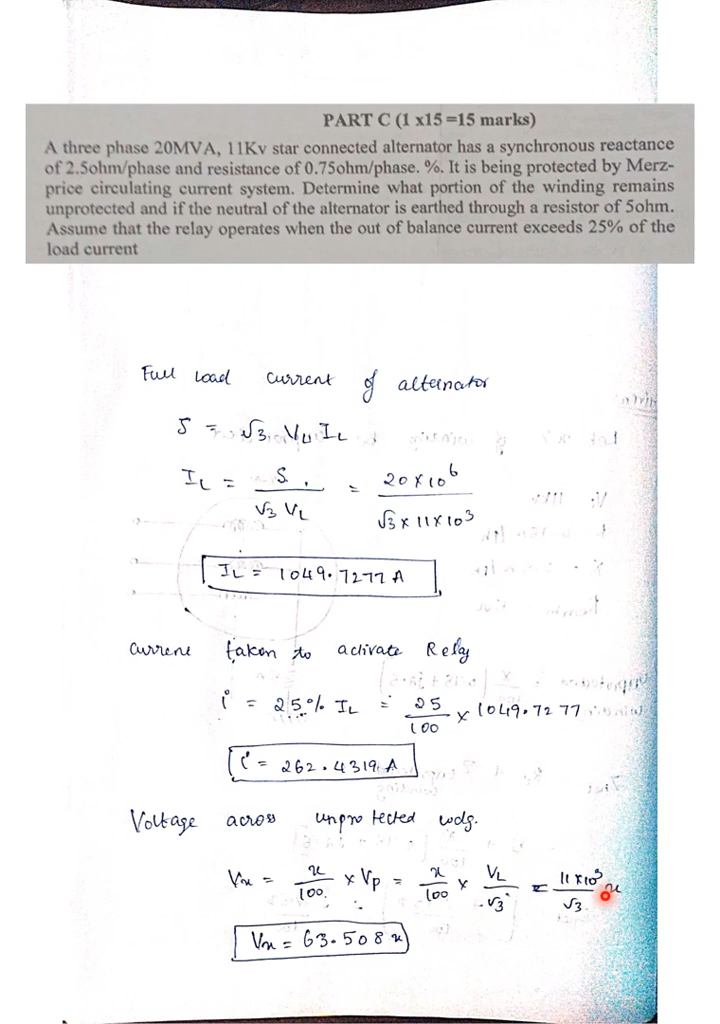 PART C (1 x15 =15 marks)
A three phase 20MVA, 11Kv star connected alternator has a synchronous reactance
of 2.5ohm/phase and resistance of 0.75ohm/phase. %. It is being protected by Merz-
price circulating current system. Determine what portion of the winding remains
unprotected and if the neutral of the alternator is earthed through a resistor of 5ohm.
Assume that the relay operates when the out of balance current exceeds 25% of the
load current
Full load current of alternator
S = √3 VL IL
IL = S / √3 VL = 20 x 10^6 / √3 x 11 x 10^3
IL = 1049.7277 A
Current taken to activate Relay
i = 25% IL = 25/100 x 1049.7277
i = 262.4319 A
Voltage across unprotected wdg.
Vx = x/100 x Vp = x/100 x VL/√3 = 11 x 10^3/√3 x
Vx = 63.508 x